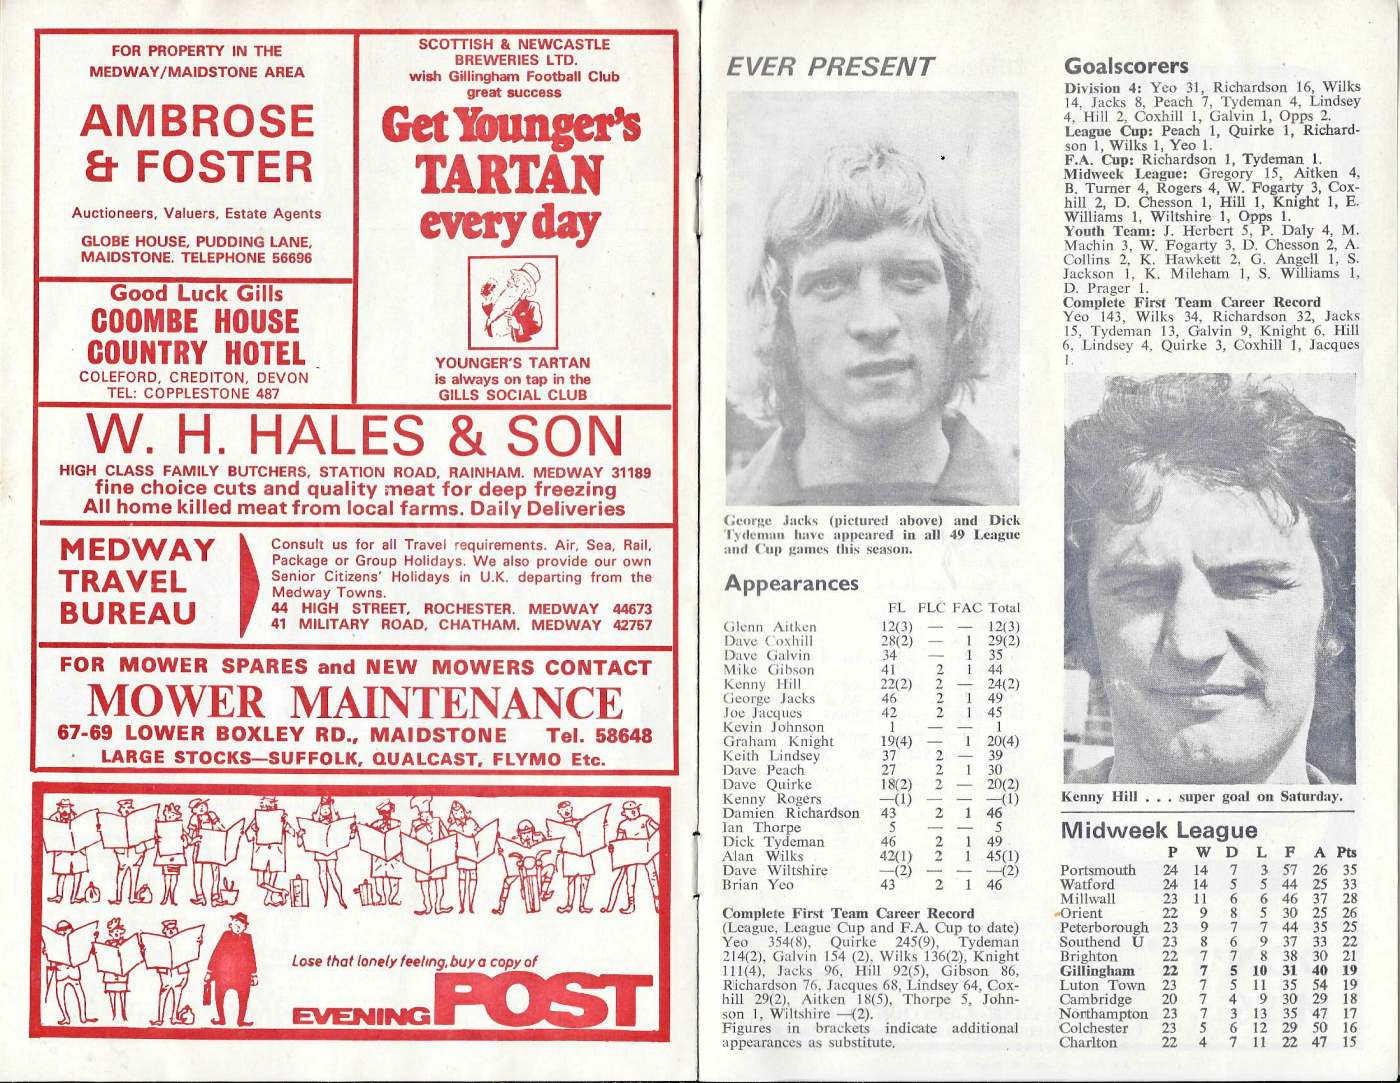 FOR PROPERTY IN THE
MEDWAY/MAIDSTONE AREA
AMBROSE
& FOSTER
Auctioneers, Valuers, Estate Agents
GLOBE HOUSE, PUDDING LANE,
MAIDSTONE. TELEPHONE 56696
Good Luck Gills
COOMBE HOUSE
COUNTRY HOTEL
COLEFORD, CREDITON, DEVON
TEL: COPPLESTONE 487
SCOTTISH & NEWCASTLE
BREWERIES LTD.
wish Gillingham Football Club
great success
Get Younger's
TARTAN
every day
YOUNGER'S TARTAN
is always on tap in the
GILLS SOCIAL CLUB
W. H. HALES & SON
HIGH CLASS FAMILY BUTCHERS, STATION ROAD, RAINHAM. MEDWAY 31189
fine choice cuts and quality meat for deep freezing
All home killed meat from local farms. Daily Deliveries
MEDWAY
TRAVEL
BUREAU
Consult us for all Travel requirements. Air, Sea, Rail,
Package or Group Holidays. We also provide our own
Senior Citizens' Holidays in U.K. departing from the
Medway Towns.
44 HIGH STREET, ROCHESTER. MEDWAY 44673
41 MILITARY ROAD, CHATHAM. MEDWAY 42757
FOR MOWER SPARES and NEW MOWERS CONTACT
MOWER MAINTENANCE
67-69 LOWER BOXLEY RD., MAIDSTONE Tel. 58648
LARGE STOCKS—SUFFOLK, QUALCAST, FLYMO Etc.
Lose that lonely feeling, buy a copy of
EVENING POST
EVER PRESENT
George Jacks (pictured above) and Dick
Tydeman have appeared in all 49 League
and Cup games this season.
Appearances
FL FLC FAC Total
Glenn Aitken 12(3) — — 12(3)
Dave Coxhill 28(2) — 1 29(2)
Dave Galvin 34 — 1 35
Mike Gibson 41 2 1 44
Kenny Hill 22(2) 2 — 24(2)
George Jacks 46 2 1 49
Joe Jacques 42 2 1 45
Kevin Johnson 1 — — 1
Graham Knight 19(4) — 1 20(4)
Keith Lindsey 37 2 — 39
Dave Peach 27 2 1 30
Dave Quirke 18(2) 2 — 20(2)
Kenny Rogers —(1) — — —(1)
Damien Richardson 43 2 1 46
Ian Thorpe 5 — — 5
Dick Tydeman 46 2 1 49
Alan Wilks 42(1) 2 1 45(1)
Dave Wiltshire —(2) — — —(2)
Brian Yeo 43 2 1 46
Complete First Team Career Record
(League, League Cup and F.A. Cup to date)
Yeo 354(8), Quirke 245(9), Tydeman
214(2), Galvin 154 (2), Wilks 136(2), Knight
111(4), Jacks 96, Hill 92(5), Gibson 86,
Richardson 76, Jacques 68, Lindsey 64, Cox-
hill 29(2), Aitken 18(5), Thorpe 5, John-
son 1, Wiltshire —(2).
Figures in brackets indicate additional
appearances as substitute.
Goalscorers
Division 4: Yeo 31, Richardson 16, Wilks
14, Jacks 8, Peach 7, Tydeman 4, Lindsey
4, Hill 2, Coxhill 1, Galvin 1, Opps 2.
League Cup: Peach 1, Quirke 1, Richard-
son 1, Wilks 1, Yeo 1.
F.A. Cup: Richardson 1, Tydeman 1.
Midweek League: Gregory 15, Aitken 4,
B. Turner 4, Rogers 4, W. Fogarty 3, Cox-
hill 2, D. Chesson 1, Hill 1, Knight 1, E.
Williams 1, Wiltshire 1, Opps 1.
Youth Team: J. Herbert 5, P. Daly 4, M.
Machin 3, W. Fogarty 3, D. Chesson 2, A.
Collins 2, K. Hawkett 2, G. Angell 1, S.
Jackson 1, K. Mileham 1, S. Williams 1,
D. Prager 1.
Complete First Team Career Record
Yeo 143, Wilks 34, Richardson 32, Jacks
15, Tydeman 13, Galvin 9, Knight 6, Hill
6, Lindsey 4, Quirke 3, Coxhill 1, Jacques
1.
Kenny Hill . . . super goal on Saturday.
Midweek League
P W D L F A Pts
Portsmouth 24 14 7 3 57 26 35
Watford 24 14 5 5 44 25 33
Millwall 23 11 6 6 46 37 28
Orient 22 9 8 5 30 25 26
Peterborough 23 9 7 7 44 35 25
Southend U 23 8 6 9 37 33 22
Brighton 22 7 7 8 38 30 21
Gillingham 22 7 5 10 31 40 19
Luton Town 23 7 5 11 35 54 19
Cambridge 20 7 4 9 30 29 18
Northampton 23 7 3 13 35 47 17
Colchester 23 5 6 12 29 50 16
Charlton 22 4 7 11 22 47 15